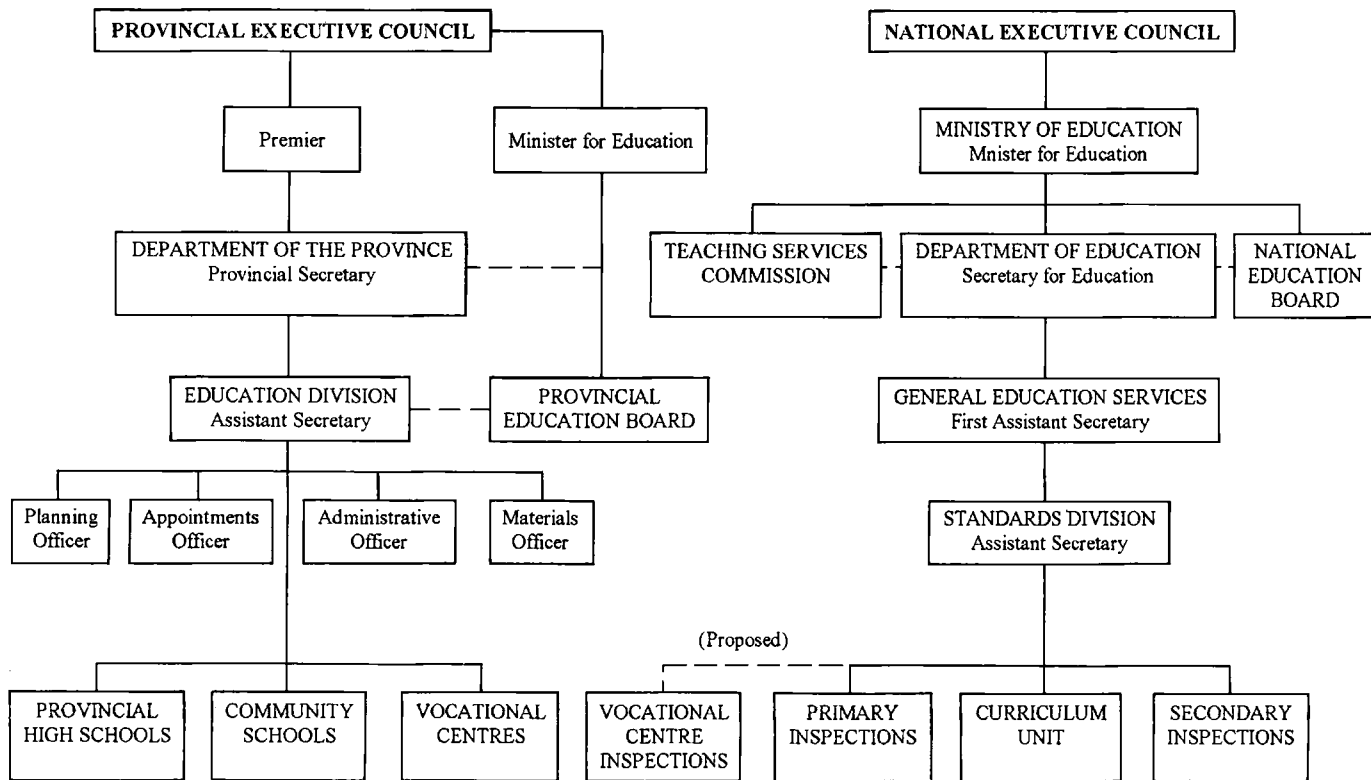 PROVINCIAL EXECUTIVE COUNCIL
NATIONAL EXECUTIVE COUNCIL
Premier
Minister for Education
MINISTRY OF EDUCATION
Mnister for Education
DEPARTMENT OF THE PROVINCE
Provincial Secretary
TEACHING SERVICES
COMMISSION
DEPARTMENT OF EDUCATION
Secretary for Education
NATIONAL
EDUCATION
BOARD
EDUCATION DIVISION
Assistant Secretary
PROVINCIAL
EDUCATION BOARD
GENERAL EDUCATION SERVICES
First Assistant Secretary
Planning
Officer
Appointments
Officer
Administrative
Officer
Materials
Officer
STANDARDS DIVISION
Assistant Secretary
(Proposed)
PROVINCIAL
HIGH SCHOOLS
COMMUNITY
SCHOOLS
VOCATIONAL
CENTRES
VOCATIONAL
CENTRE
INSPECTIONS
PRIMARY
INSPECTIONS
CURRICULUM
UNIT
SECONDARY
INSPECTIONS